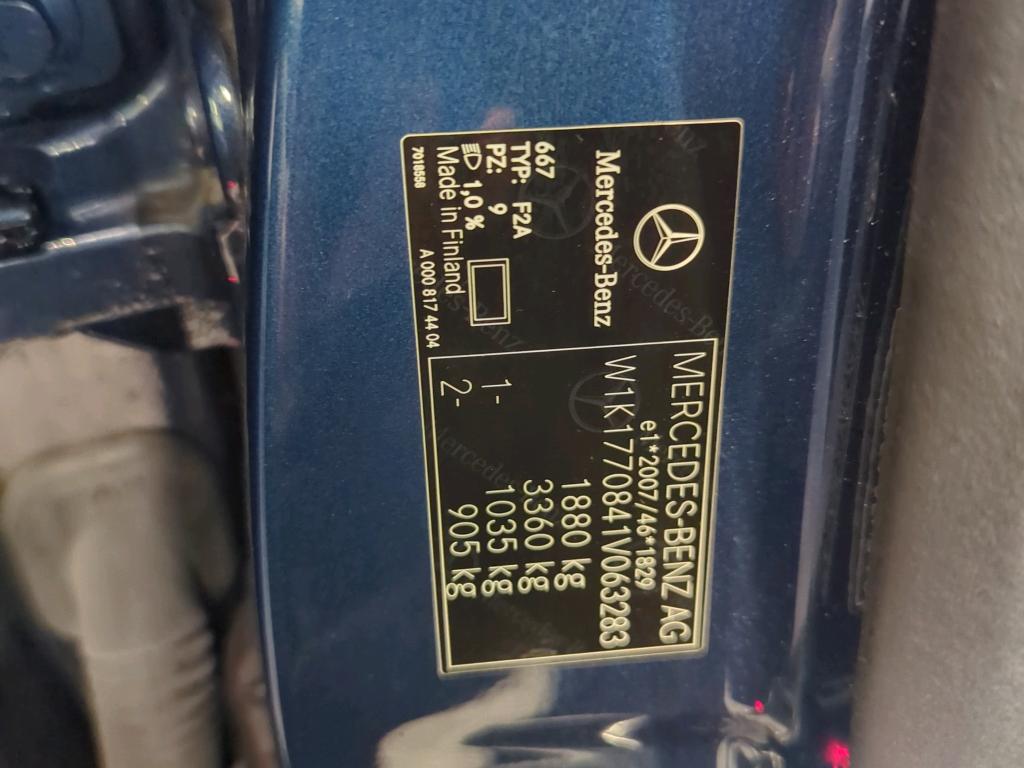 Mercedes-Benz
667
TYP: F2A
PZ: 9
1,0 %
Made in Finland
7018558
A 000 817 44 04
MERCEDES-BENZ AG
e1*2007/46*1829
W1K1770841V063283
1880 kg
3360 kg
1- 1035 kg
2- 905 kg